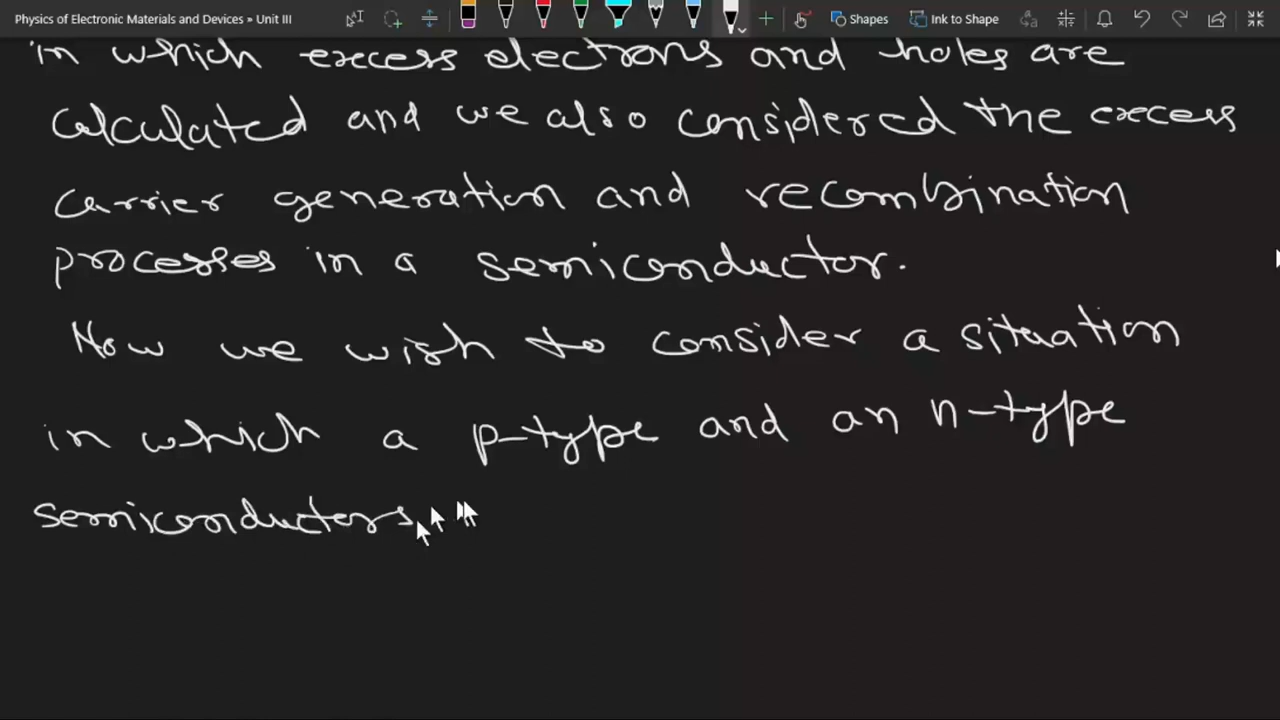 Physics of Electronic Materials and Devices » Unit III
Shapes
Ink to Shape
in which excess electrons and holes are
calculated and we also considered the excess
carrier generation and recombination
processes in a semiconductor.
Now we wish to consider a situation
in which a p-type and an n-type
semiconductors